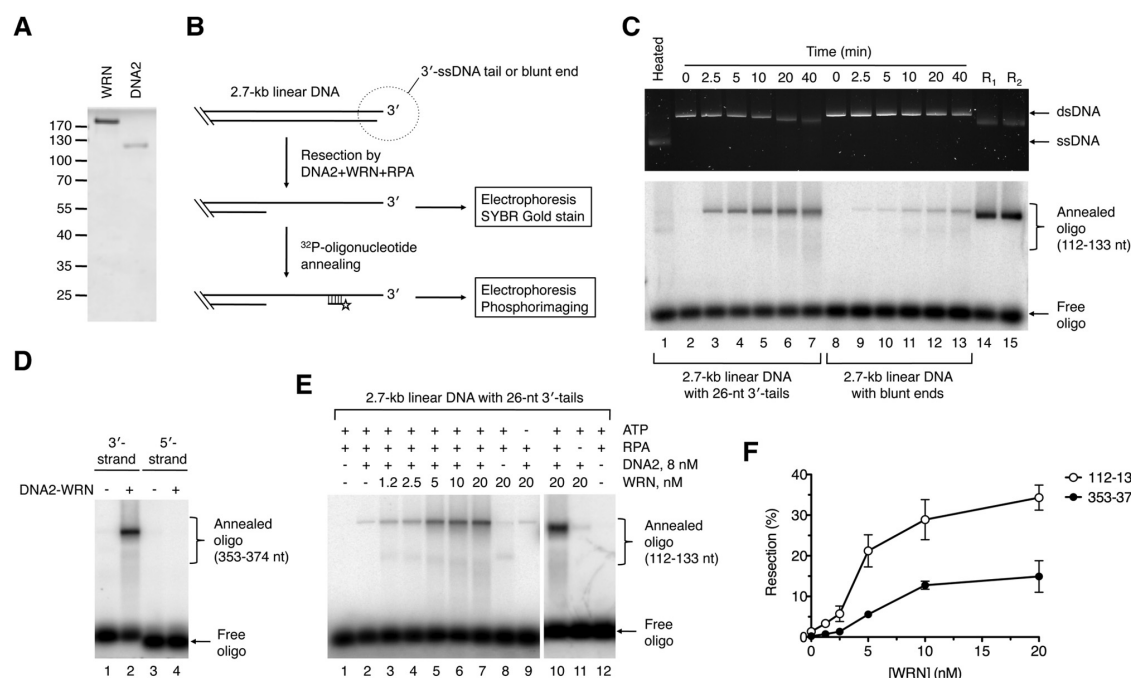 A
WRN
DNA2
170
130
100
70
55
40
35
25
B
3′-ssDNA tail or blunt end
2.7-kb linear DNA
3′
Resection by
DNA2+WRN+RPA
3′
Electrophoresis
SYBR Gold stain
32P-oligonucleotide
annealing
3′
Electrophoresis
Phosphorimaging
C
Heated
Time (min)
0 2.5 5 10 20 40 0 2.5 5 10 20 40 R1 R2
dsDNA
ssDNA
Annealed
oligo
(112-133 nt)
Free
oligo
1 2 3 4 5 6 7 8 9 10 11 12 13 14 15
2.7-kb linear DNA
with 26-nt 3′-tails
2.7-kb linear DNA
with blunt ends
D
3′-
strand
5′-
strand
DNA2-WRN - + - +
Annealed
oligo
(353-374 nt)
Free
oligo
1 2 3 4
E
2.7-kb linear DNA with 26-nt 3′-tails
+ + + + + + + + - + + + ATP
+ + + + + + + + + + - + RPA
- + + + + + + - + + + - DNA2, 8 nM
- - 1.2 2.5 5 10 20 20 20 20 20 - WRN, nM
Annealed
oligo
(112-133 nt)
Free
oligo
1 2 3 4 5 6 7 8 9 10 11 12
F
Resection (%)
40
30
20
10
0
0 5 10 15 20
[WRN] (nM)
112-13
353-37